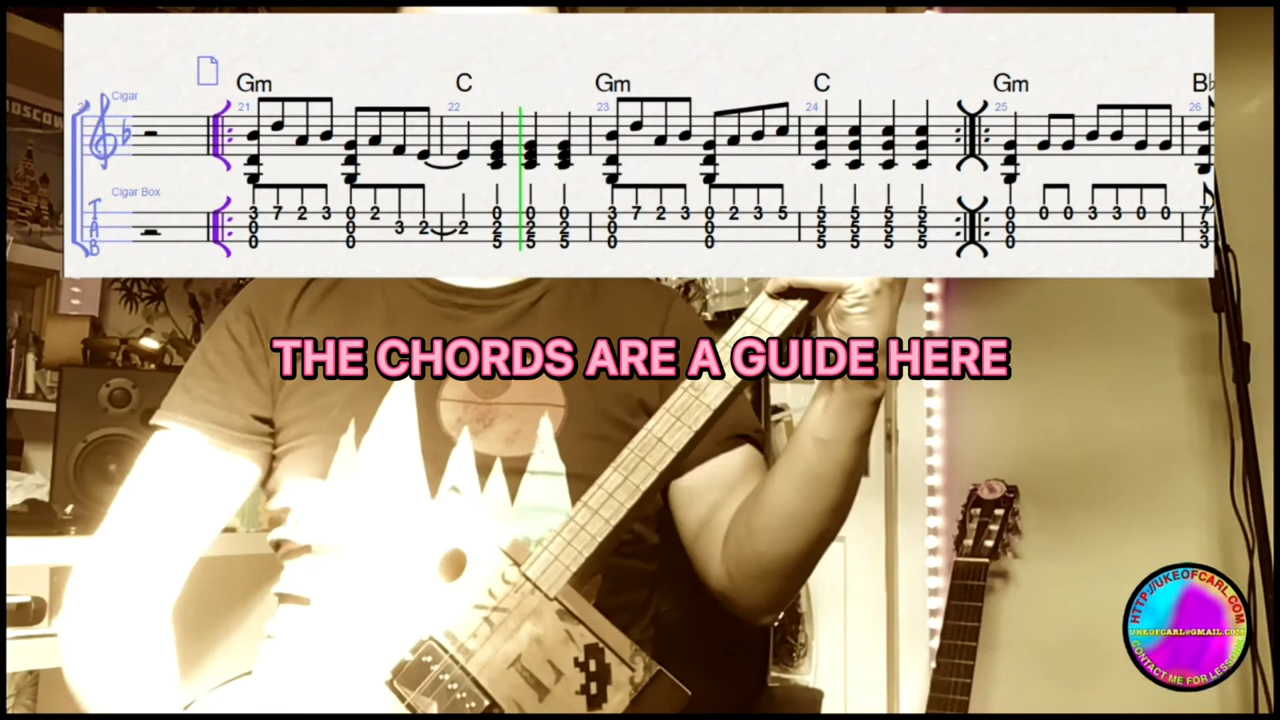 Gm C Gm C Gm B♭
Cigar
21 22 23 24 25 26
Cigar Box
T 3 7 2 3 0 2 0 0 0 3 7 2 3 0 2 3 5 5 5 5 5 0 0 0 3 3 0 0 7
A 0 0 3 2 2 2 2 2 0 0 5 5 5 5 0 3
B 0 0 5 5 5 0 0 5 5 5 5 0 3
THE CHORDS ARE A GUIDE HERE
HTTP://UKEOFCARL.COM
UKEOFCARL@GMAIL.COM
CONTACT ME FOR LESSONS